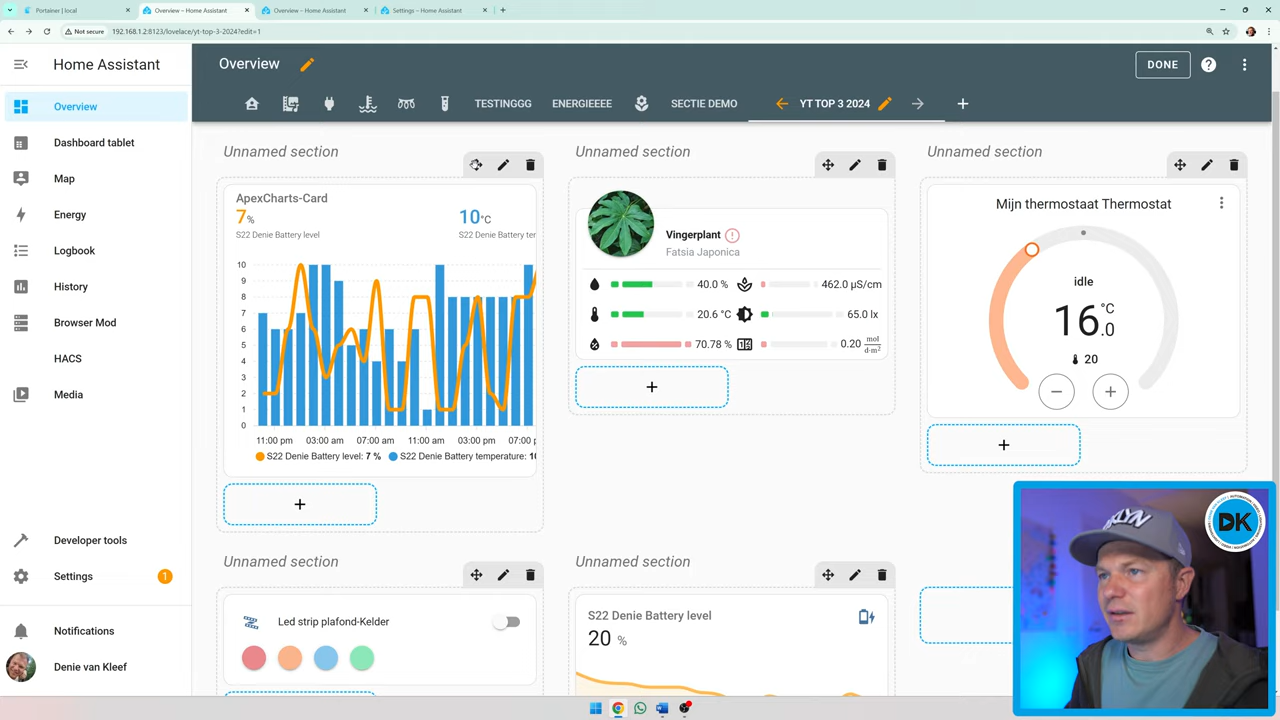 Portainer | local
Overview – Home Assistant
Overview – Home Assistant
Settings – Home Assistant
Not secure
192.168.1.2:8123/lovelace/yt-top-3-2024?edit=1
Home Assistant
Overview
DONE
TESTINGGG
ENERGIEEEE
SECTIE DEMO
YT TOP 3 2024
Overview
Dashboard tablet
Map
Energy
Logbook
History
Browser Mod
HACS
Media
Developer tools
Settings
1
Notifications
Denie van Kleef
Unnamed section
ApexCharts-Card
7%
10°C
S22 Denie Battery level
S22 Denie Battery ter
10
9
8
7
6
5
4
3
2
1
0
11:00 pm
03:00 am
07:00 am
11:00 am
03:00 pm
07:00 p
S22 Denie Battery level: 7 %
S22 Denie Battery temperature: 10
Unnamed section
Vingerplant
Fatsia Japonica
40.0 %
462.0 µS/cm
20.6 °C
65.0 lx
70.78 %
0.20 mol
d·m²
Unnamed section
Mijn thermostaat Thermostat
idle
16.0 °C
20
Unnamed section
Led strip plafond-Kelder
Unnamed section
S22 Denie Battery level
20 %
DK